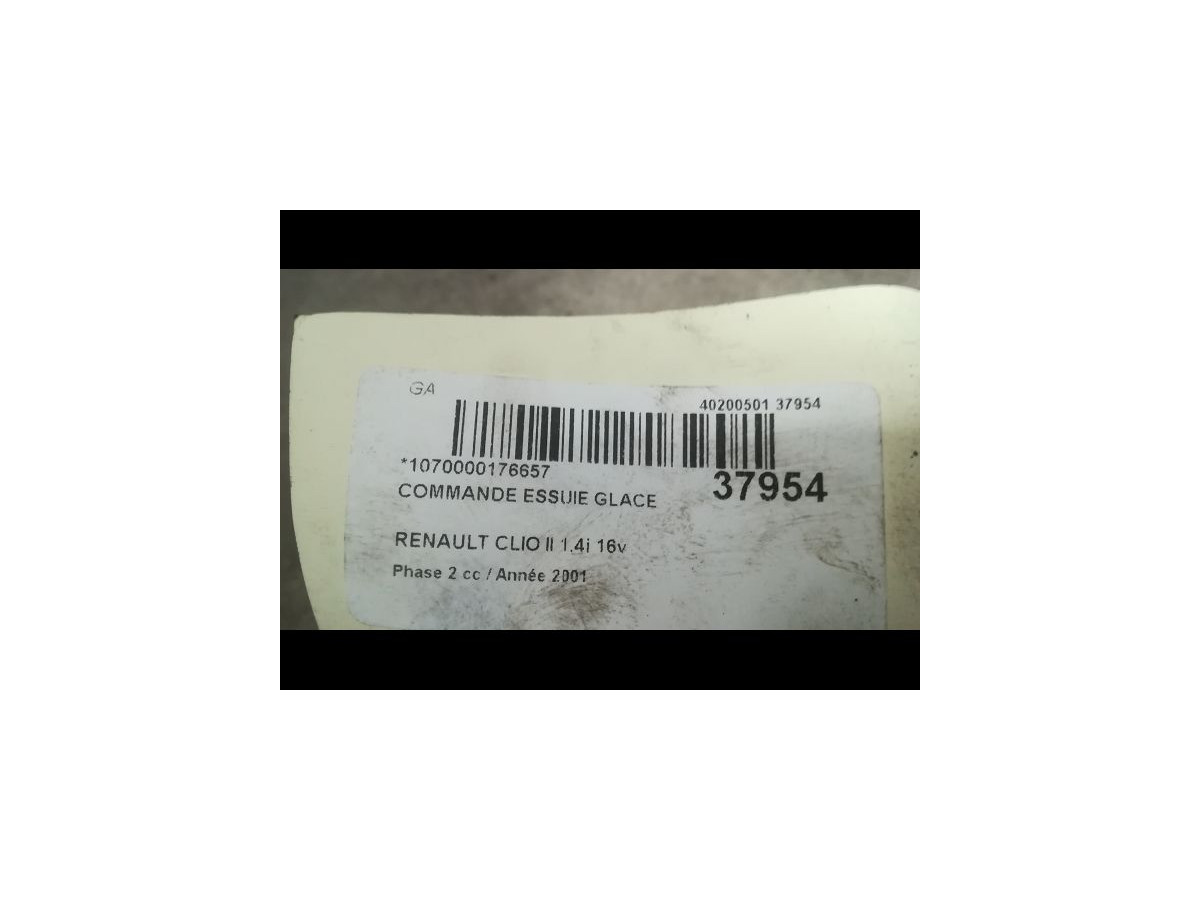 GA
40200501 37954
*1070000176657
37954
COMMANDE ESSUIE GLACE
RENAULT CLIO II 1.4i 16v
Phase 2 cc / Année 2001